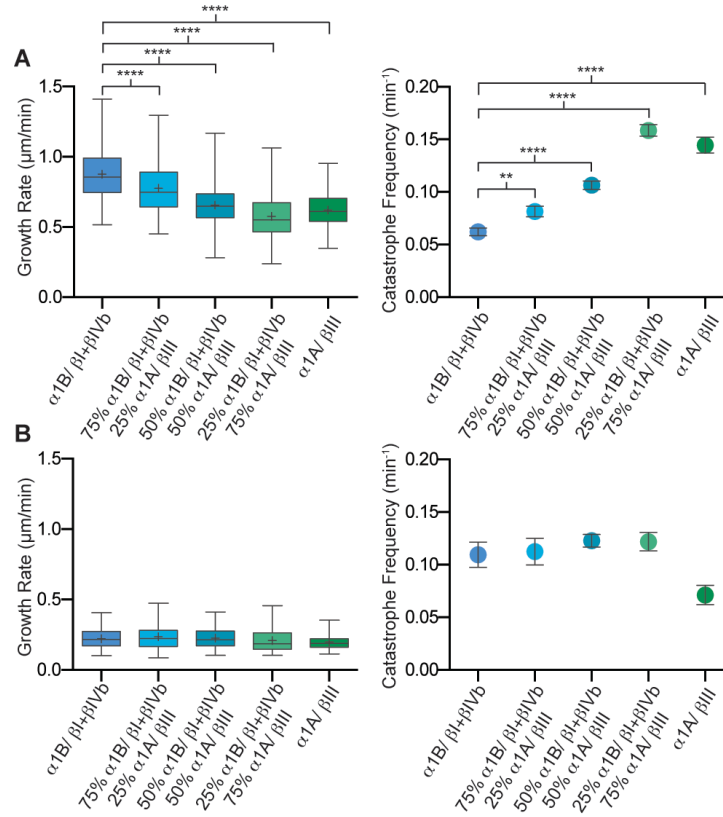 A
****
****
****
****
Growth Rate (μm/min)
1.5
1.0
0.5
0.0
α1B/ βI+βIVb
75% α1B/ βI+βIVb
25% α1A/ βIII
50% α1B/ βI+βIVb
50% α1A/ βIII
25% α1B/ βI+βIVb
75% α1A/ βIII
α1A/ βIII
****
****
****
**
Catastrophe Frequency (min⁻¹)
0.20
0.15
0.10
0.05
0.00
α1B/ βI+βIVb
75% α1B/ βI+βIVb
25% α1A/ βIII
50% α1B/ βI+βIVb
50% α1A/ βIII
25% α1B/ βI+βIVb
75% α1A/ βIII
α1A/ βIII
B
Growth Rate (μm/min)
1.5
1.0
0.5
0.0
α1B/ βI+βIVb
75% α1B/ βI+βIVb
25% α1A/ βIII
50% α1B/ βI+βIVb
50% α1A/ βIII
25% α1B/ βI+βIVb
75% α1A/ βIII
α1A/ βIII
Catastrophe Frequency (min⁻¹)
0.20
0.15
0.10
0.05
0.00
α1B/ βI+βIVb
75% α1B/ βI+βIVb
25% α1A/ βIII
50% α1B/ βI+βIVb
50% α1A/ βIII
25% α1B/ βI+βIVb
75% α1A/ βIII
α1A/ βIII